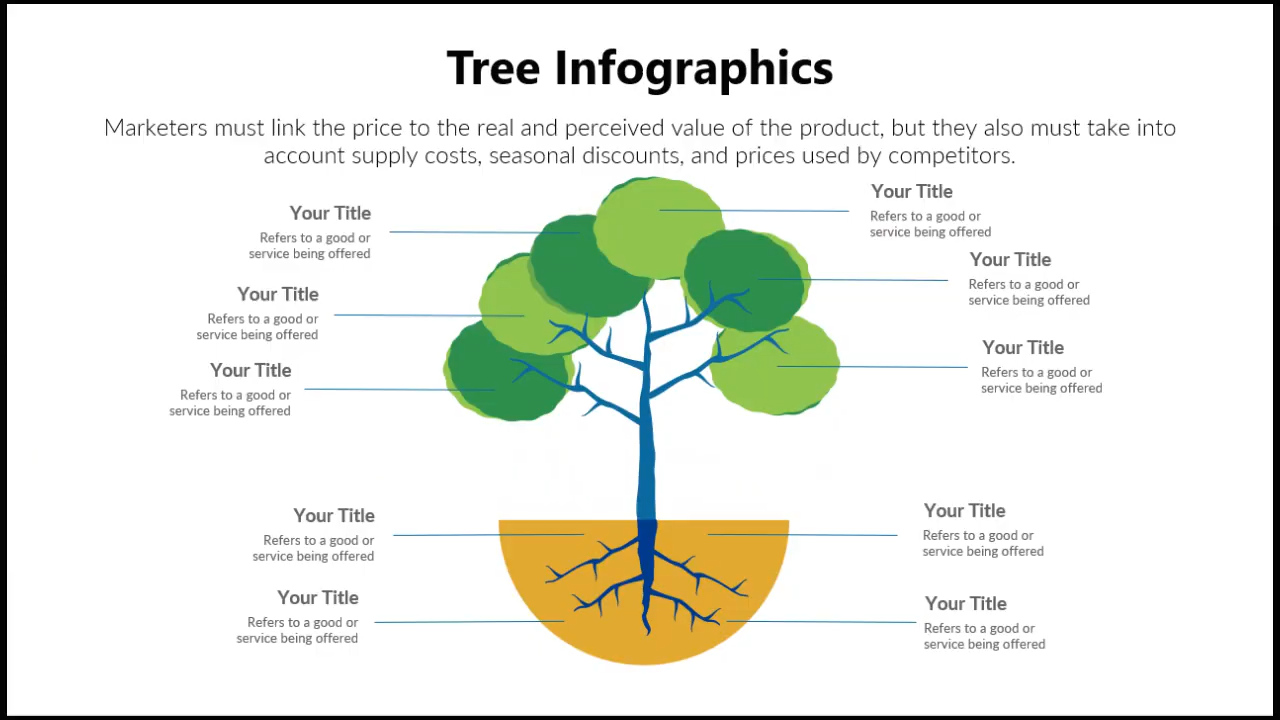 Tree Infographics
Marketers must link the price to the real and perceived value of the product, but they also must take into
account supply costs, seasonal discounts, and prices used by competitors.
Your Title
Refers to a good or
service being offered
Your Title
Refers to a good or
service being offered
Your Title
Refers to a good or
service being offered
Your Title
Refers to a good or
service being offered
Your Title
Refers to a good or
service being offered
Your Title
Refers to a good or
service being offered
Your Title
Refers to a good or
service being offered
Your Title
Refers to a good or
service being offered
Your Title
Refers to a good or
service being offered
Your Title
Refers to a good or
service being offered